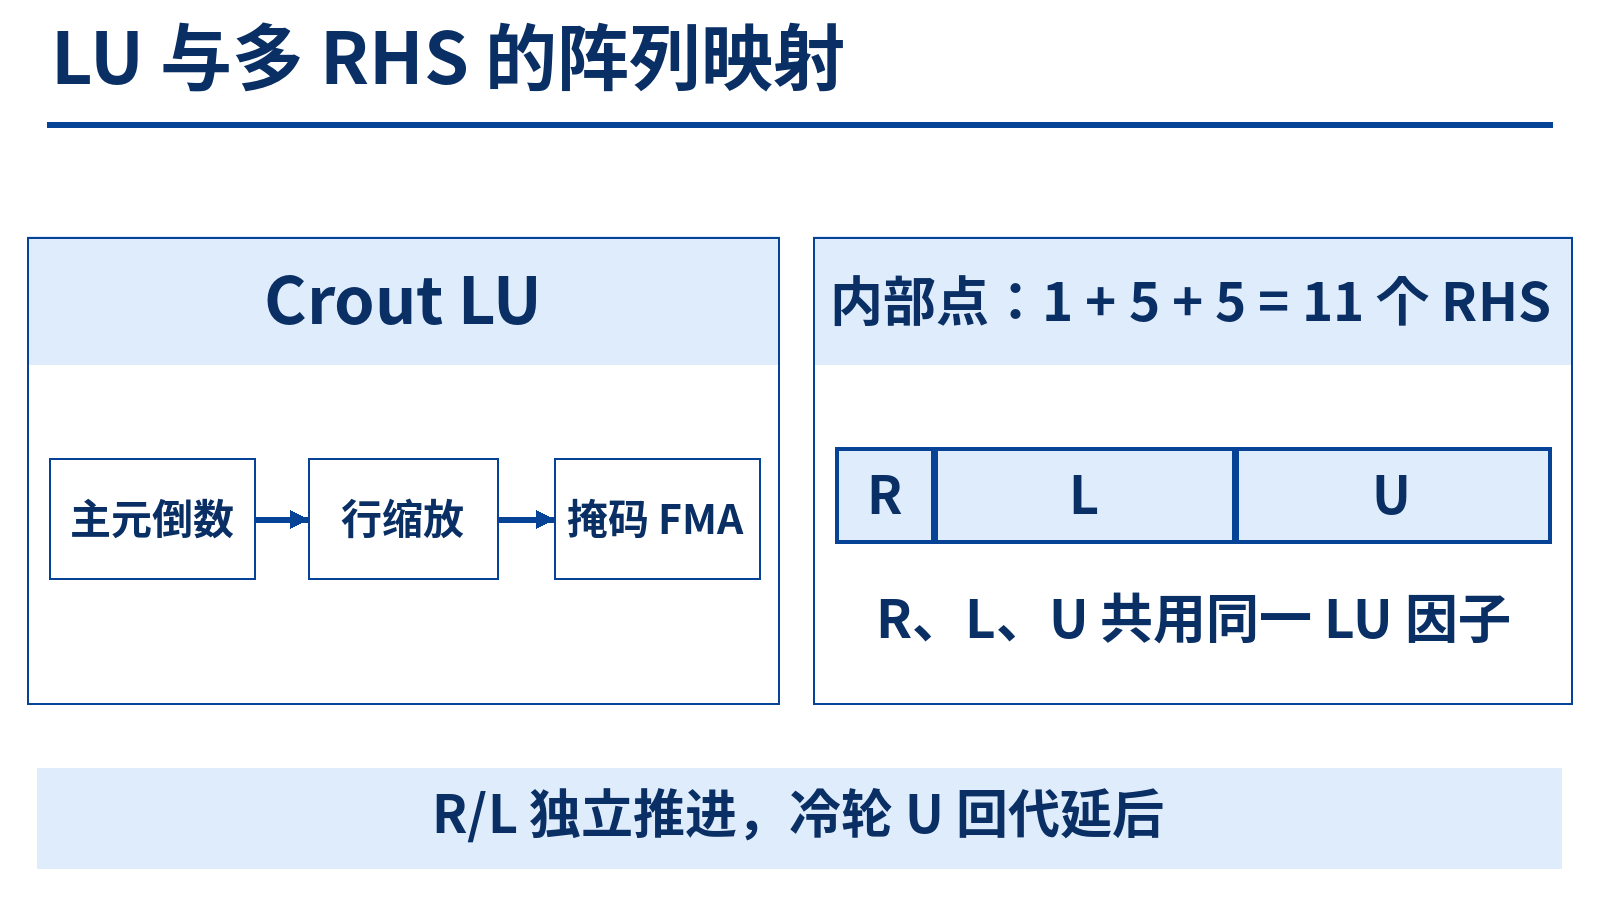 LU 与多 RHS 的阵列映射
Crout LU
主元倒数
行缩放
掩码 FMA
内部点：1 + 5 + 5 = 11 个 RHS
R
L
U
R、L、U 共用同一 LU 因子
R/L 独立推进，冷轮 U 回代延后